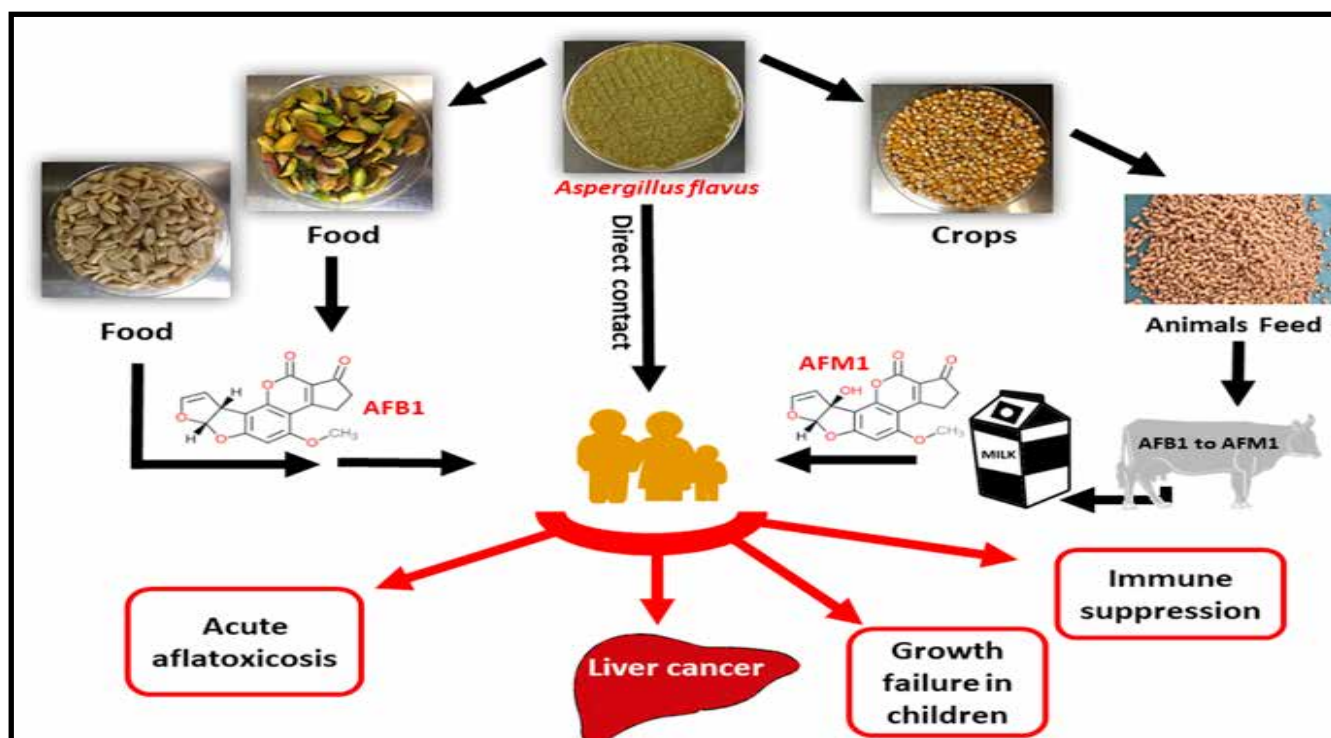 Aspergillus flavus
Food
Food
Direct contact
Crops
Animals Feed
O
O
O
H
H
O
O
O
CH₃
AFB1
AFM1
O
O
OH
O
O
H
O
O
CH₃
MILK
AFB1 to AFM1
Acute
aflatoxicosis
Liver cancer
Growth
failure in
children
Immune
suppression